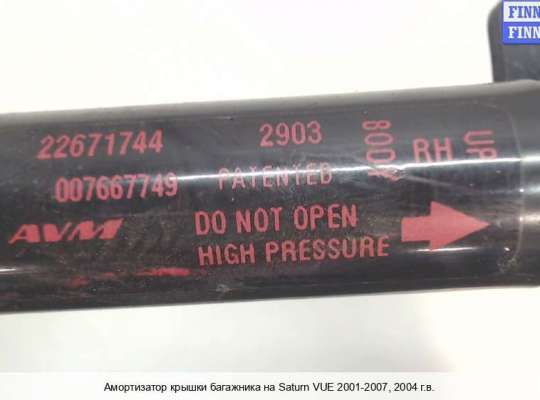 FINN
FINN
22671744 2903 BODY RH UP
007667749 PATENTED
AVM DO NOT OPEN
HIGH PRESSURE
Амортизатор крышки багажника на Saturn VUE 2001-2007, 2004 г.в.